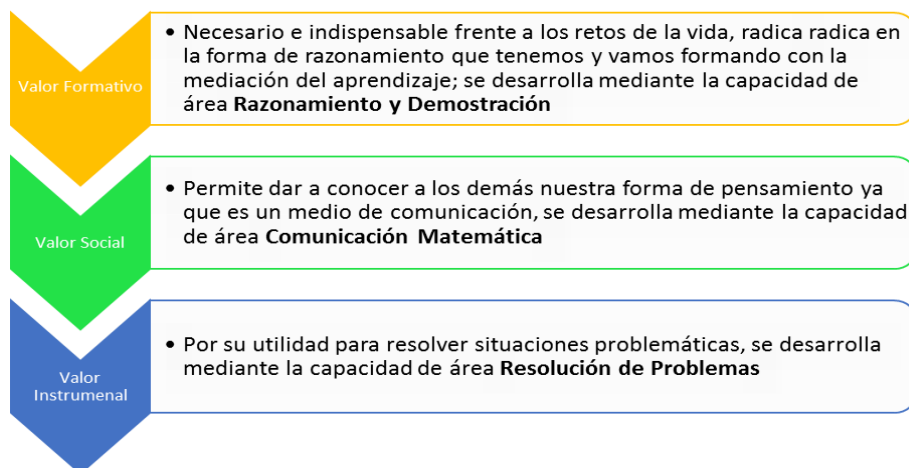 Valor Formativo
• Necesario e indispensable frente a los retos de la vida, radica radica en
la forma de razonamiento que tenemos y vamos formando con la
mediación del aprendizaje; se desarrolla mediante la capacidad de
área Razonamiento y Demostración
Valor Social
• Permite dar a conocer a los demás nuestra forma de pensamiento ya
que es un medio de comunicación, se desarrolla mediante la capacidad
de área Comunicación Matemática
Valor
Instrumenal
• Por su utilidad para resolver situaciones problemáticas, se desarrolla
mediante la capacidad de área Resolución de Problemas